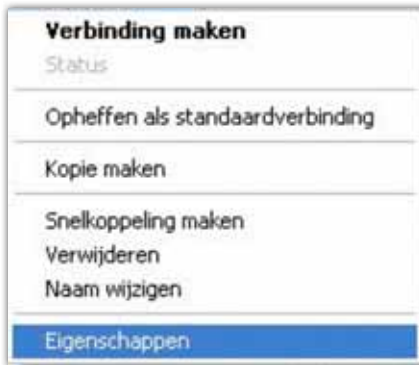 Verbinding maken
Status
Opheffen als standaardverbinding
Kopie maken
Snelkoppeling maken
Verwijderen
Naam wijzigen
Eigenschappen